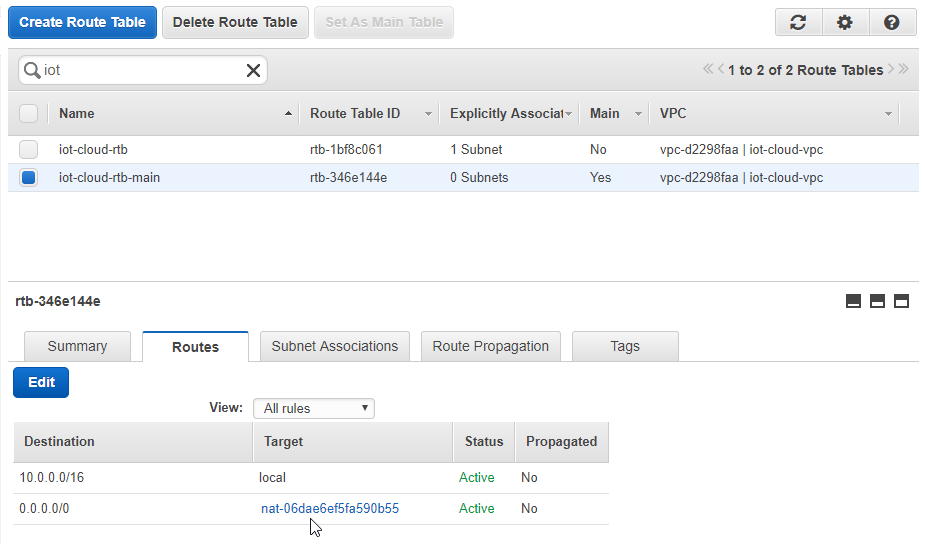 Create Route Table Delete Route Table Set As Main Table
iot 1 to 2 of 2 Route Tables
Name Route Table ID Explicitly Associat Main VPC
iot-cloud-rtb rtb-1bf8c061 1 Subnet No vpc-d2298faa | iot-cloud-vpc
iot-cloud-rtb-main rtb-346e144e 0 Subnets Yes vpc-d2298faa | iot-cloud-vpc
rtb-346e144e
Summary Routes Subnet Associations Route Propagation Tags
Edit
View: All rules
Destination Target Status Propagated
10.0.0.0/16 local Active No
0.0.0.0/0 nat-06dae6ef5fa590b55 Active No